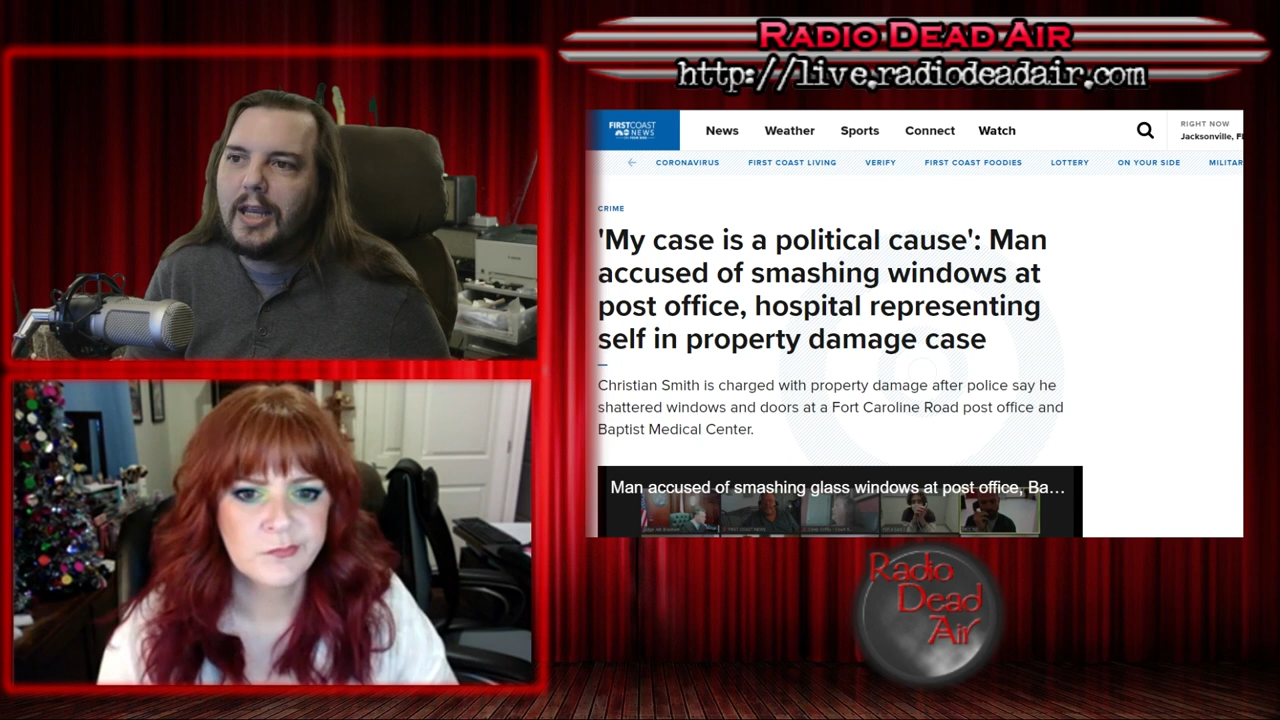 RADIO DEAD AIR
http://live.radiodeadair.com
FIRSTCOAST
NEWS
News Weather Sports Connect Watch
RIGHT NOW
Jacksonville, Fl
← CORONAVIRUS FIRST COAST LIVING VERIFY FIRST COAST FOODIES LOTTERY ON YOUR SIDE MILITAR
CRIME
'My case is a political cause': Man
accused of smashing windows at
post office, hospital representing
self in property damage case
Christian Smith is charged with property damage after police say he
shattered windows and doors at a Fort Caroline Road post office and
Baptist Medical Center.
Man accused of smashing glass windows at post office, Ba...
Radio
Dead
Air